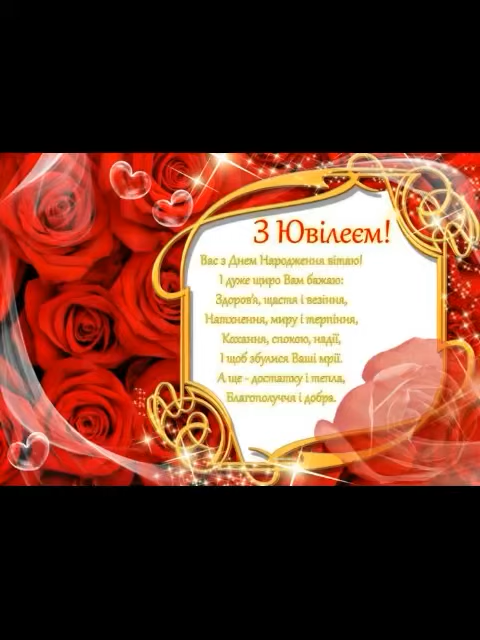 З Ювілеєм!
Вас з Днем Народження вітаю!
І дуже щиро Вам бажаю:
Здоров'я, щастя і везіння,
Натхнення, миру і терпіння,
Кохання, спокою, надії,
І щоб збулися Ваші мрії.
А ще - достатку і тепла,
Благополуччя і добра.